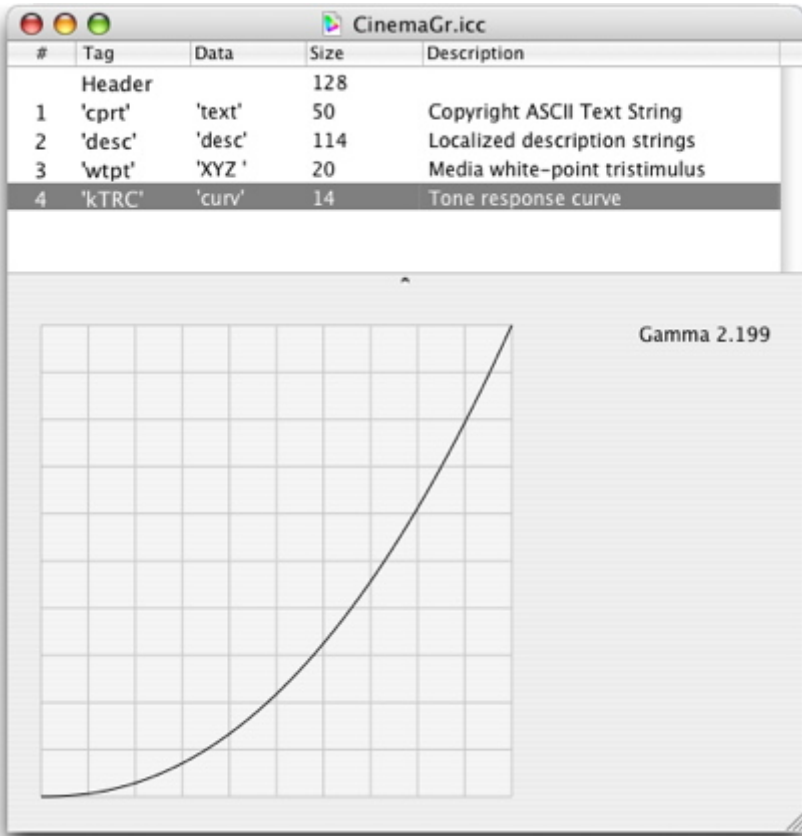 CinemaGr.icc
# Tag Data Size Description
Header 128
1 'cprt' 'text' 50 Copyright ASCII Text String
2 'desc' 'desc' 114 Localized description strings
3 'wtpt' 'XYZ ' 20 Media white-point tristimulus
4 'kTRC' 'curv' 14 Tone response curve
Gamma 2.199